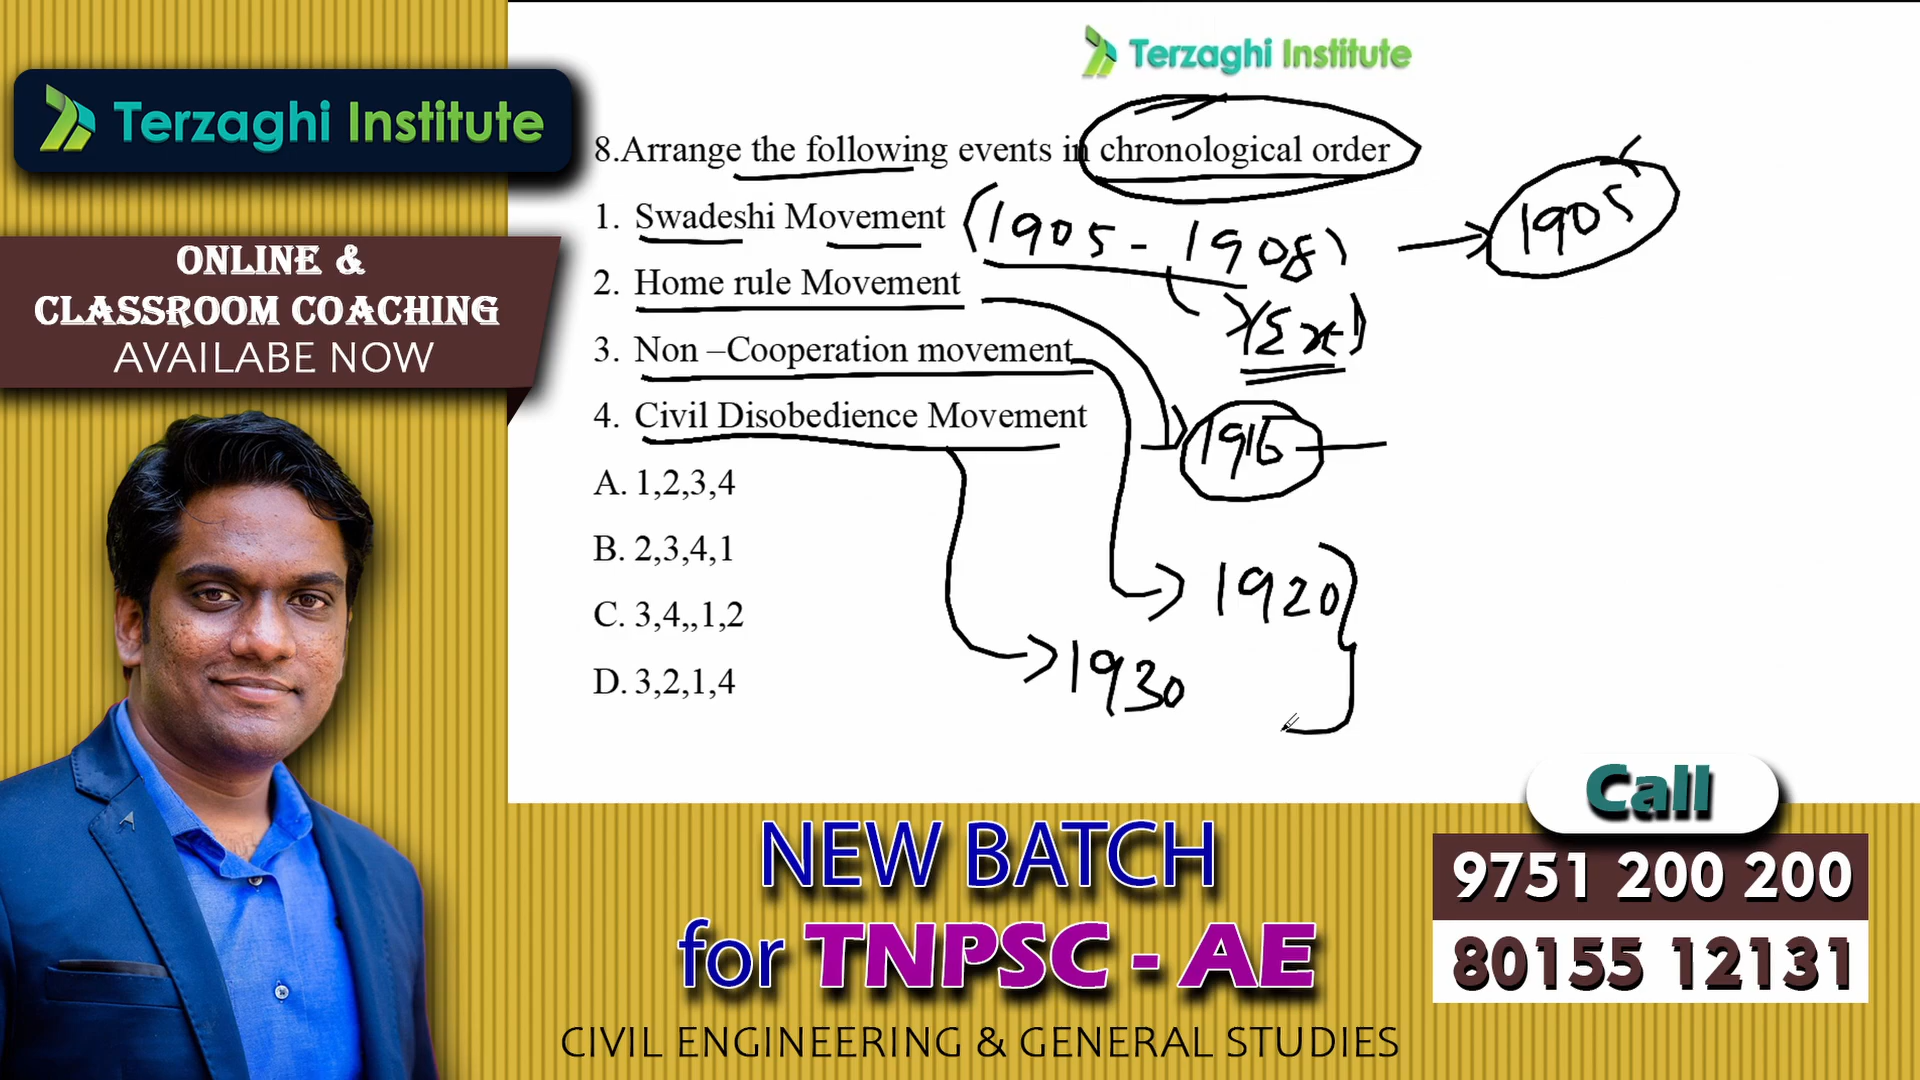 Terzaghi Institute
Terzaghi Institute
ONLINE &
CLASSROOM COACHING
AVAILABE NOW
8.Arrange the following events in chronological order
1. Swadeshi Movement (1905 - 1908) → 1905
2. Home rule Movement
(Ex)
3. Non –Cooperation movement
4. Civil Disobedience Movement
1916
A. 1,2,3,4
B. 2,3,4,1
1920
C. 3,4,,1,2
1930
D. 3,2,1,4
Call
9751 200 200
80155 12131
NEW BATCH
for TNPSC - AE
CIVIL ENGINEERING & GENERAL STUDIES